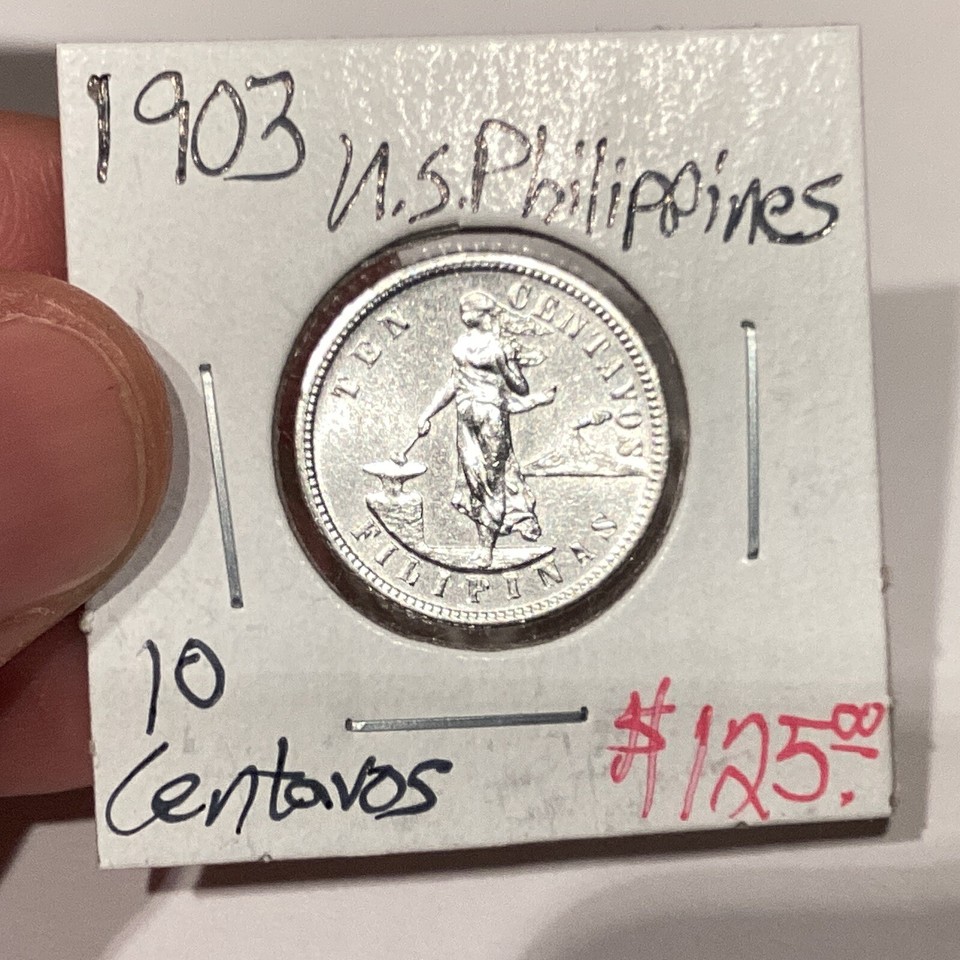 1903
U.S. Philippines
TEN CENTAVOS
FILIPINAS
10
Centavos
$125.00